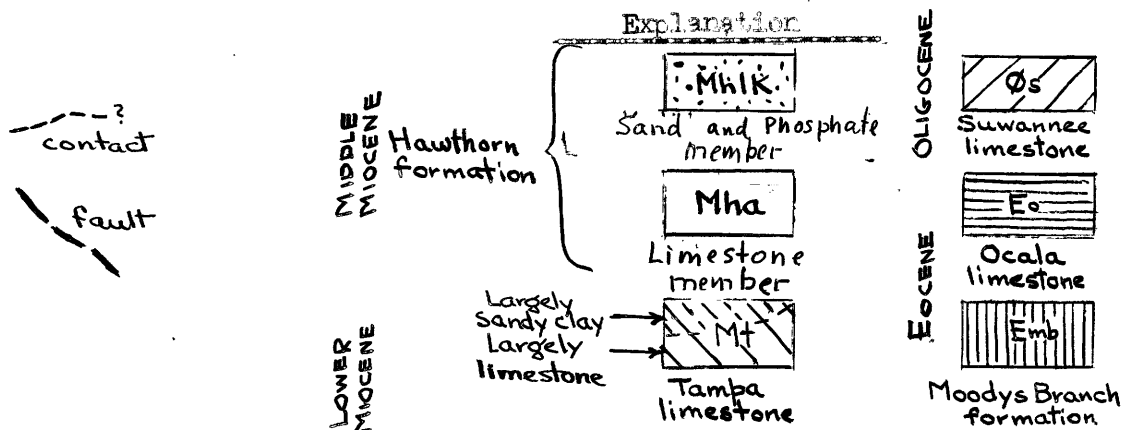 Explanation
?
contact
fault
MIDDLE
MIOCENE
Hawthorn
formation
Mhlk
Sand and Phosphate
member
Mha
Limestone
member
LOWER
MIOCENE
Largely
sandy clay
Largely
limestone
Mt
Tampa
limestone
OLIGOCENE
Øs
Suwannee
limestone
EOCENE
Eo
Ocala
limestone
Emb
Moodys Branch
formation